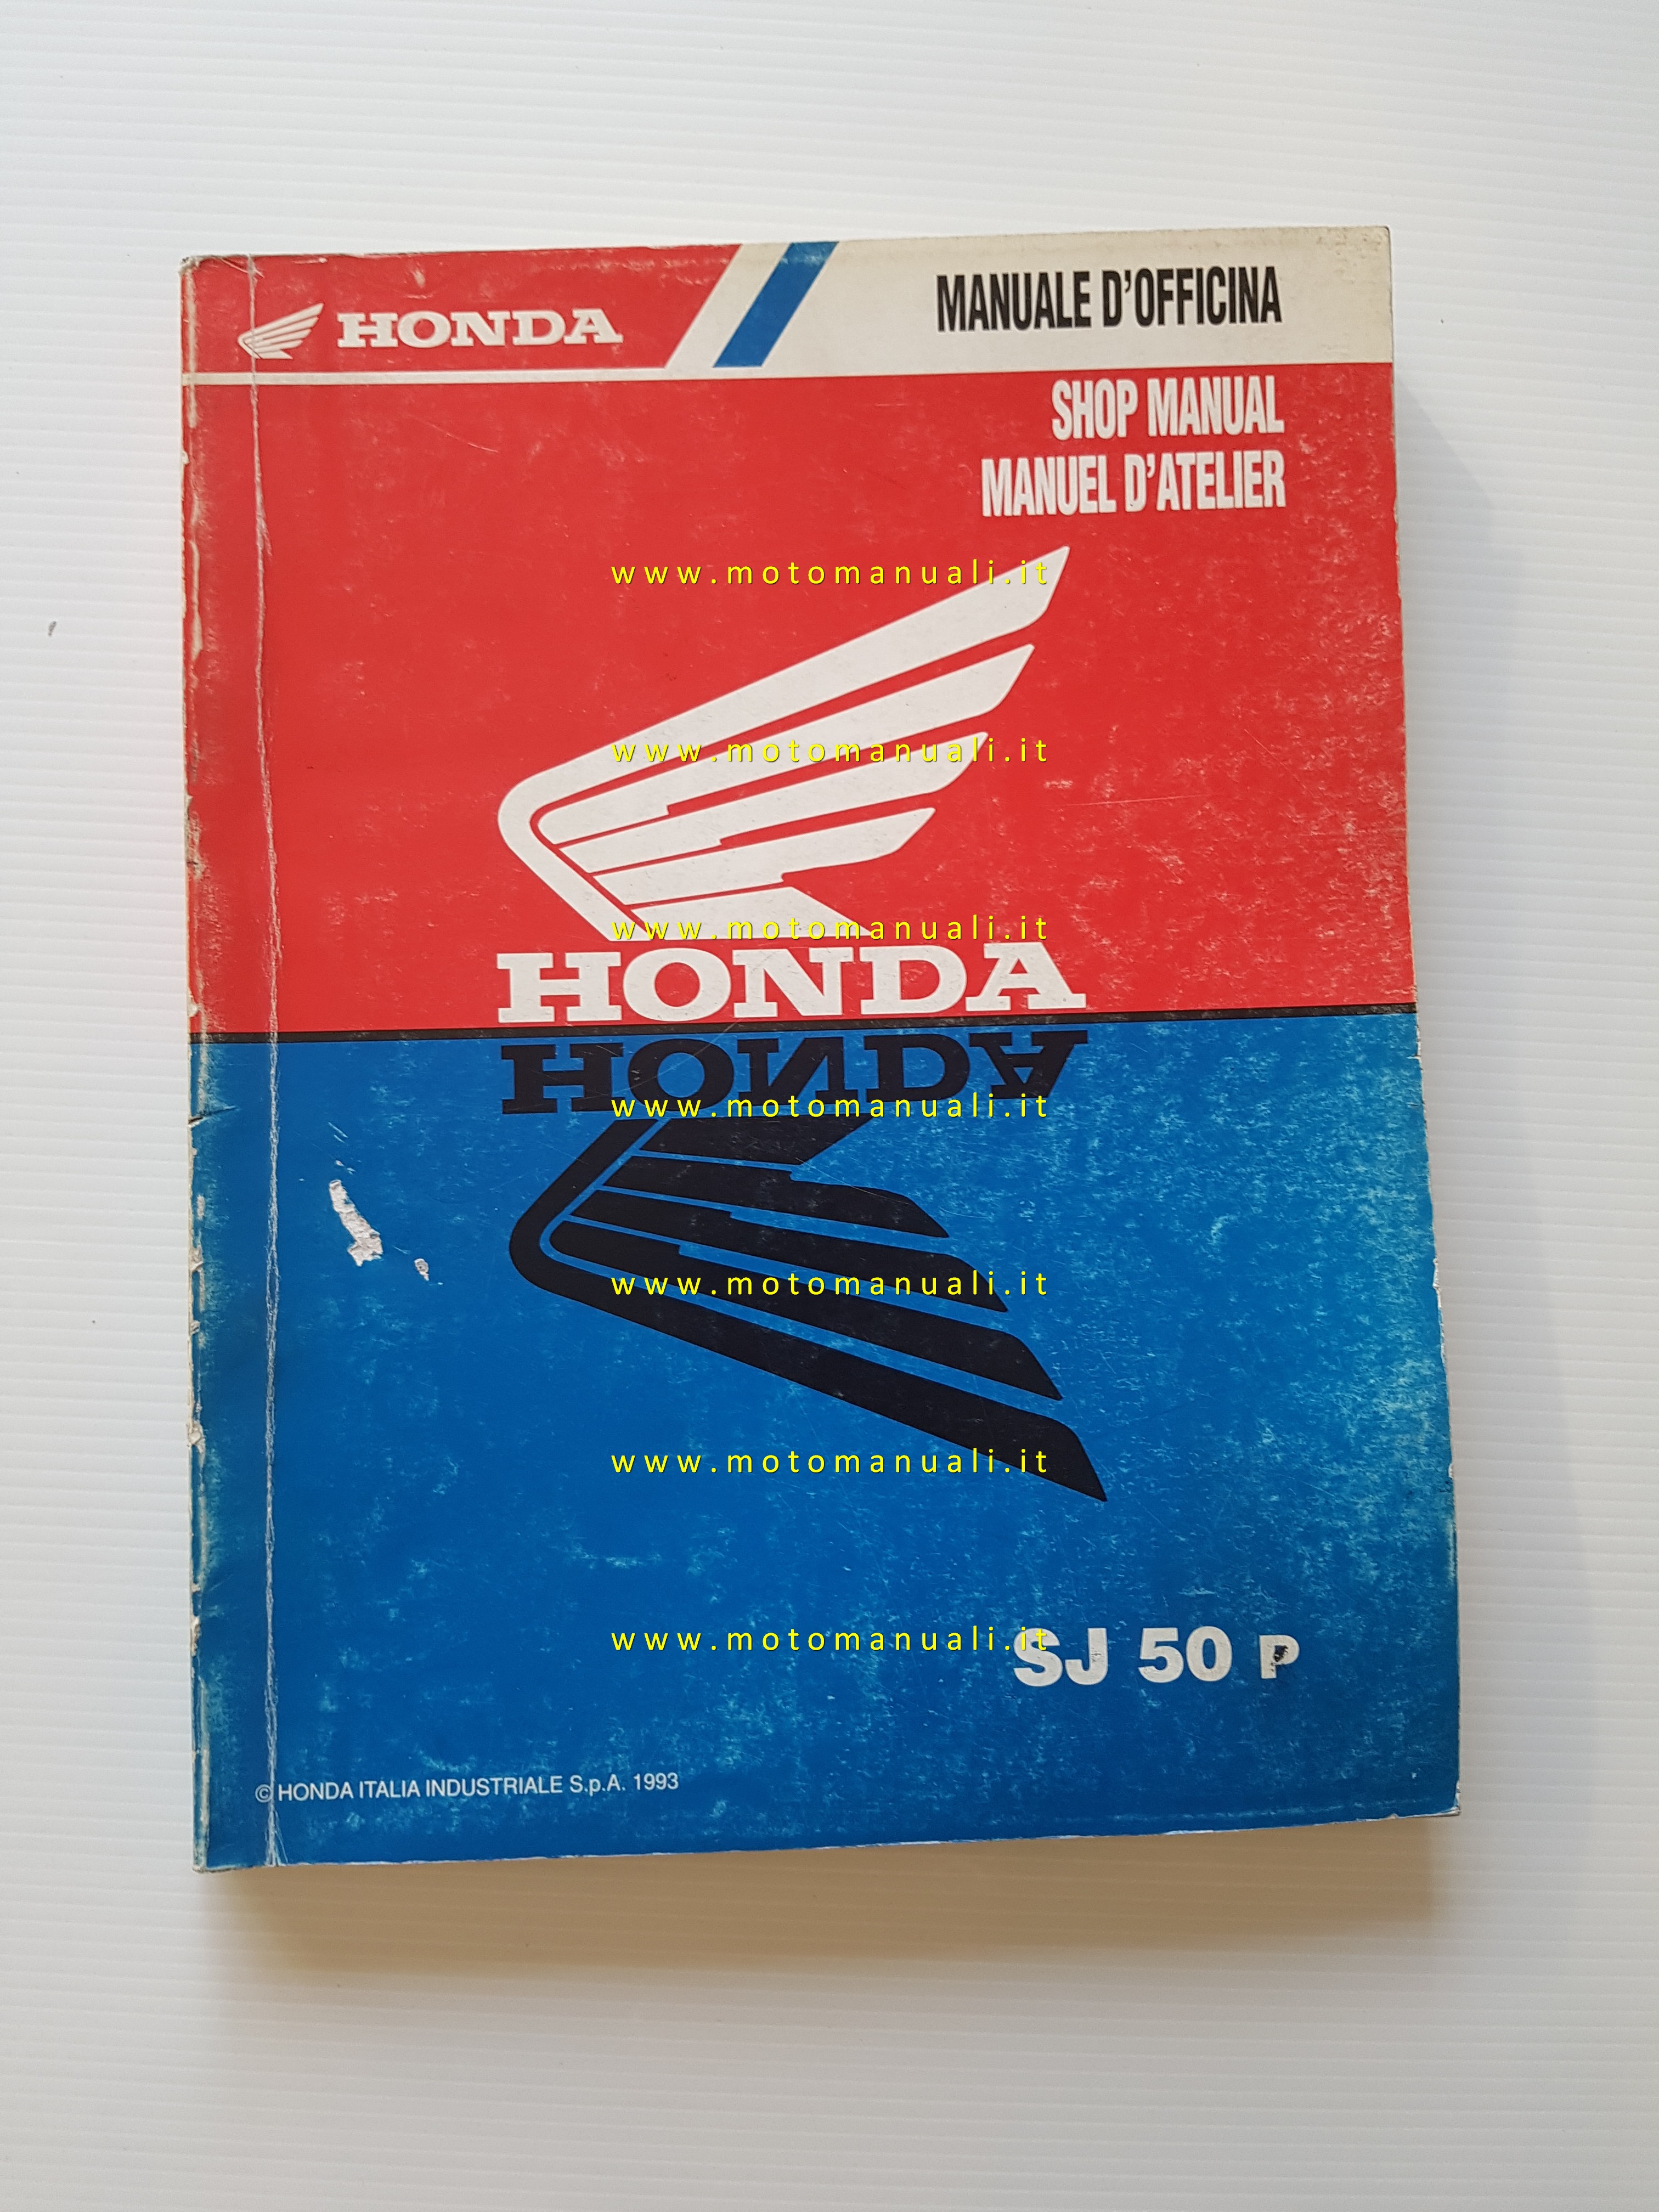 HONDA
MANUALE D'OFFICINA
SHOP MANUAL
MANUEL D'ATELIER
www.motomanuali.it
www.motomanuali.it
www.motomanuali.it
HONDA
HONDA
www.motomanuali.it
www.motomanuali.it
www.motomanuali.it
www.motomanuali.it
SJ 50 P
© HONDA ITALIA INDUSTRIALE S.p.A. 1993